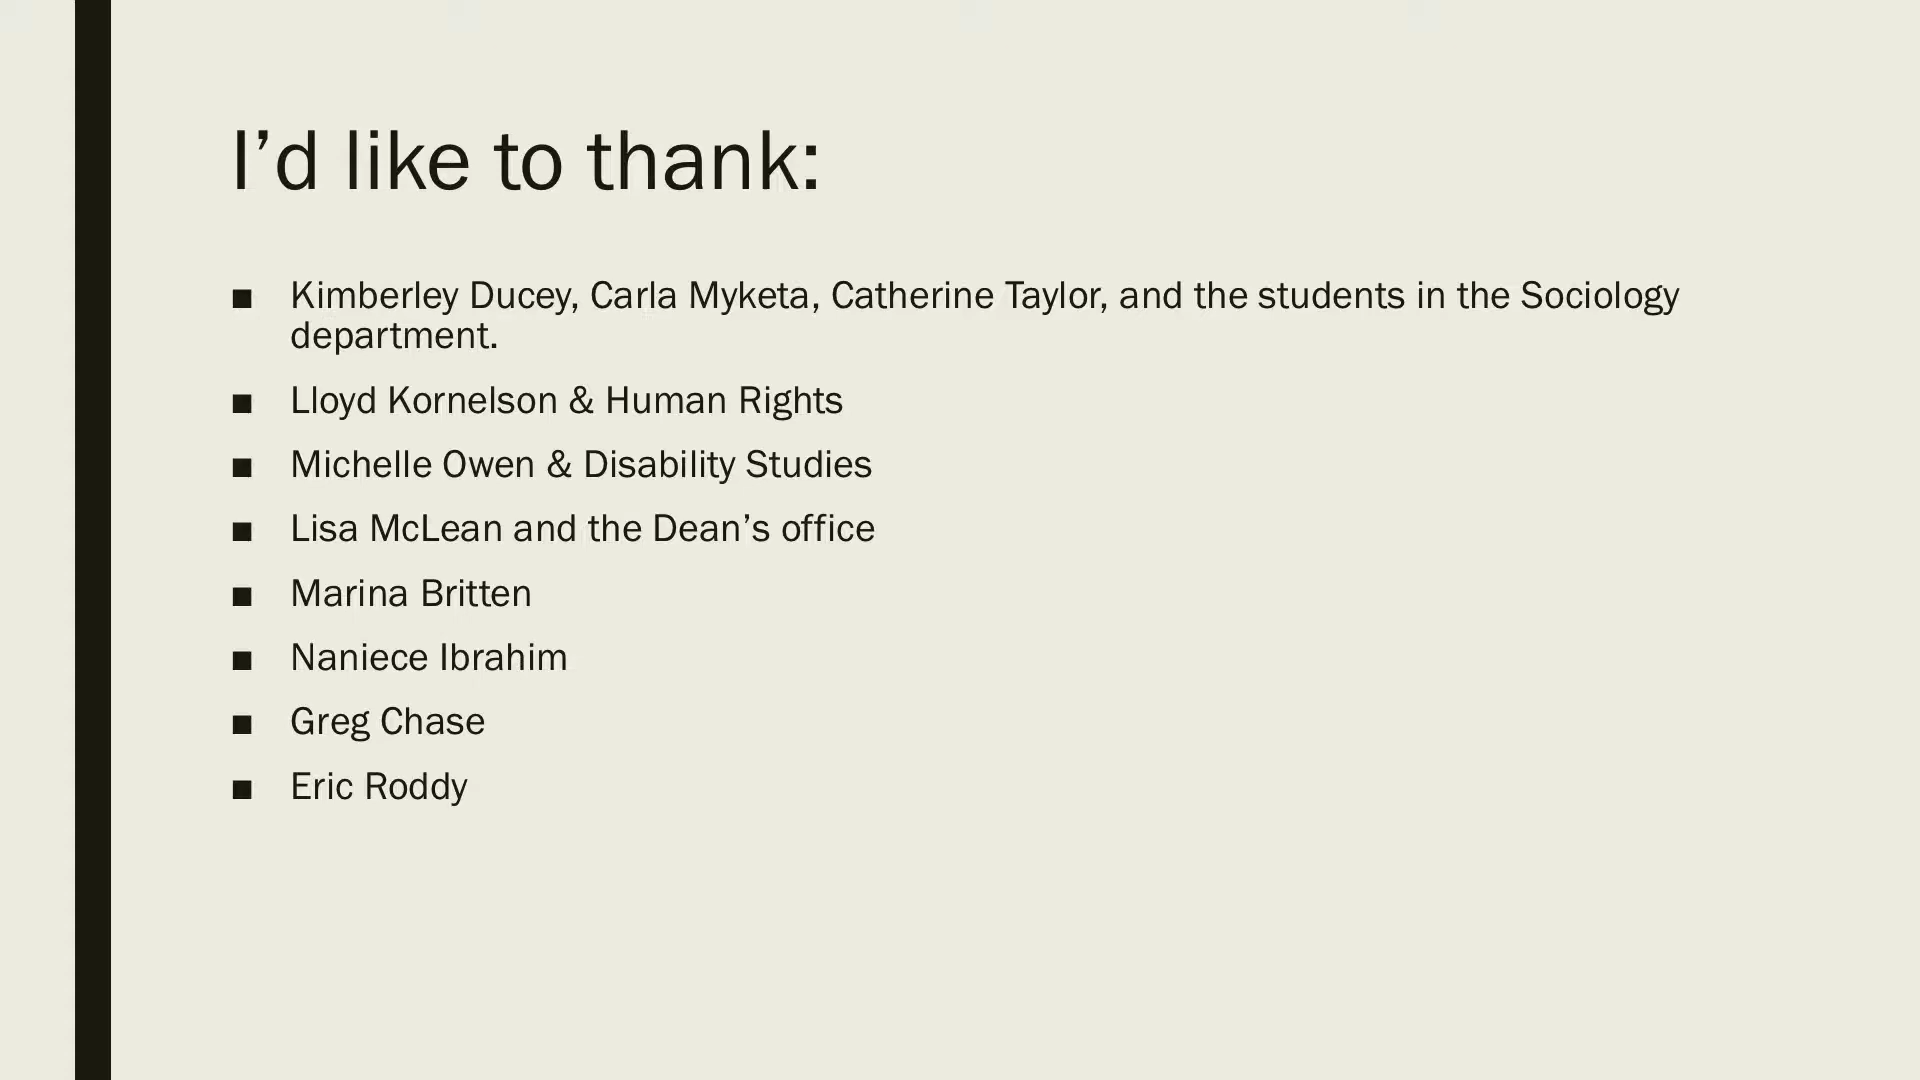 I’d like to thank:
■ Kimberley Ducey, Carla Myketa, Catherine Taylor, and the students in the Sociology
department.
■ Lloyd Kornelson & Human Rights
■ Michelle Owen & Disability Studies
■ Lisa McLean and the Dean’s office
■ Marina Britten
■ Naniece Ibrahim
■ Greg Chase
■ Eric Roddy